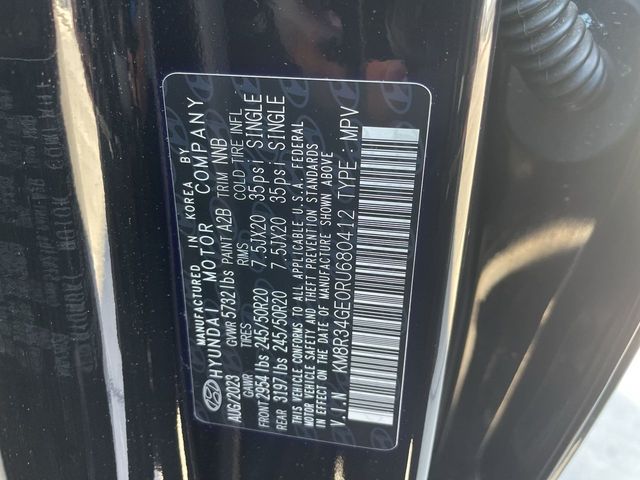 MANUFACTURED IN KOREA BY
HYUNDAI MOTOR COMPANY
AUG/2023 GVWR 5732lbs PAINT A2B TRIM NNB
GAWR TIRES RIMS COLD TIRE INFL
FRONT 2954lbs 245/50R20 7.5JX20 35psi SINGLE
REAR 3197lbs 245/50R20 7.5JX20 35psi SINGLE
THIS VEHICLE CONFORMS TO ALL APPLICABLE U.S.A. FEDERAL
MOTOR VEHICLE SAFETY AND THEFT PREVENTION STANDARDS
IN EFFECT ON THE DATE OF MANUFACTURE SHOWN ABOVE
V.I.N KM8R34GE0RU680412 TYPE : MPV